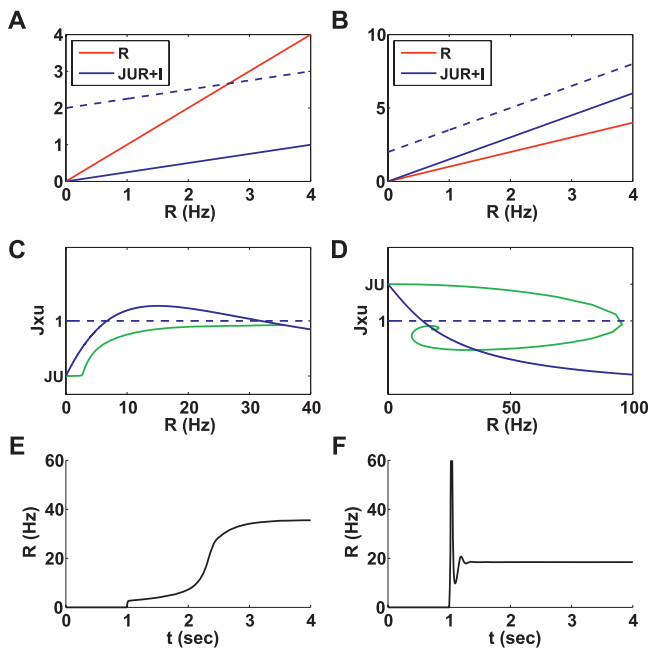 A
B
4
3
2
1
0
R
JUR+I
0 1 2 3 4
R (Hz)
10
5
0
R
JUR+I
0 1 2 3 4
R (Hz)
C
D
Jxu
1
JU
0 10 20 30 40
R (Hz)
Jxu
JU
1
0 50 100
R (Hz)
E
F
R (Hz)
60
40
20
0
0 1 2 3 4
t (sec)
R (Hz)
60
40
20
0
0 1 2 3 4
t (sec)